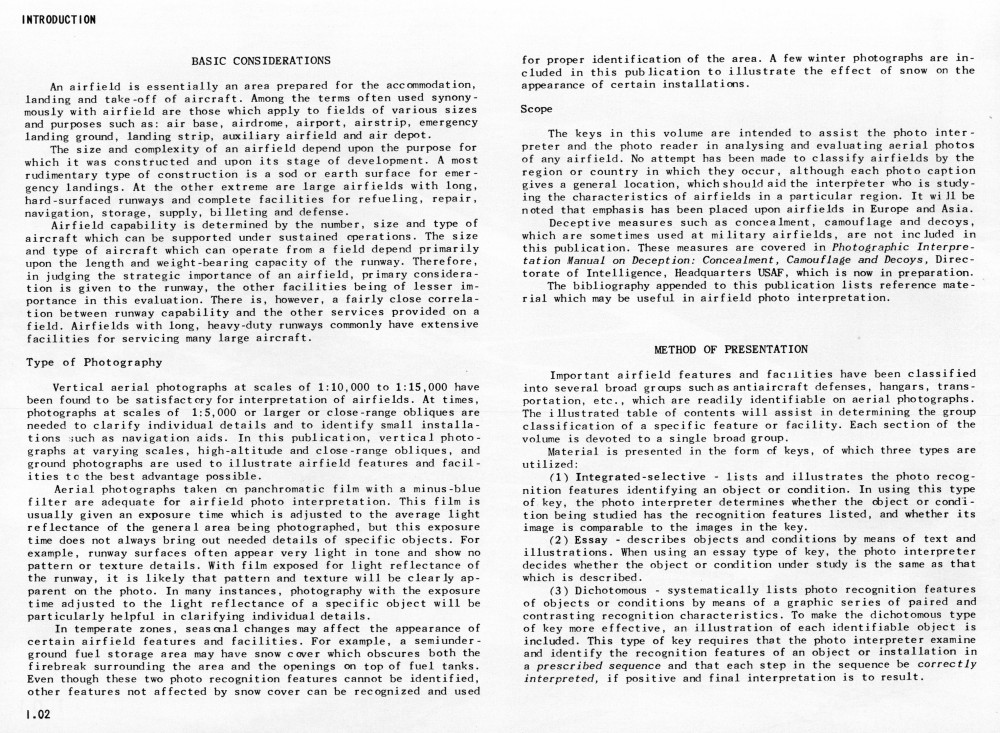 INTRODUCTION
BASIC CONSIDERATIONS
An airfield is essentially an area prepared for the accommodation,
landing and take-off of aircraft. Among the terms often used synony-
mously with airfield are those which apply to fields of various sizes
and purposes such as: air base, airdrome, airport, airstrip, emergency
landing ground, landing strip, auxiliary airfield and air depot.
The size and complexity of an airfield depend upon the purpose for
which it was constructed and upon its stage of development. A most
rudimentary type of construction is a sod or earth surface for emer-
gency landings. At the other extreme are large airfields with long,
hard-surfaced runways and complete facilities for refueling, repair,
navigation, storage, supply, billeting and defense.
Airfield capability is determined by the number, size and type of
aircraft which can be supported under sustained operations. The size
and type of aircraft which can operate from a field depend primarily
upon the length and weight-bearing capacity of the runway. Therefore,
in judging the strategic importance of an airfield, primary considera-
tion is given to the runway, the other facilities being of lesser im-
portance in this evaluation. There is, however, a fairly close correla-
tion between runway capability and the other services provided on a
field. Airfields with long, heavy-duty runways commonly have extensive
facilities for servicing many large aircraft.
Type of Photography
Vertical aerial photographs at scales of 1:10,000 to 1:15,000 have
been found to be satisfactory for interpretation of airfields. At times,
photographs at scales of 1:5,000 or larger or close-range obliques are
needed to clarify individual details and to identify small installa-
tions such as navigation aids. In this publication, vertical photo-
graphs at varying scales, high-altitude and close-range obliques, and
ground photographs are used to illustrate airfield features and facil-
ities to the best advantage possible.
Aerial photographs taken on panchromatic film with a minus-blue
filter are adequate for airfield photo interpretation. This film is
usually given an exposure time which is adjusted to the average light
reflectance of the general area being photographed, but this exposure
time does not always bring out needed details of specific objects. For
example, runway surfaces often appear very light in tone and show no
pattern or texture details. With film exposed for light reflectance of
the runway, it is likely that pattern and texture will be clearly ap-
parent on the photo. In many instances, photography with the exposure
time adjusted to the light reflectance of a specific object will be
particularly helpful in clarifying individual details.
In temperate zones, seasonal changes may affect the appearance of
certain airfield features and facilities. For example, a semiunder-
ground fuel storage area may have snow cover which obscures both the
firebreak surrounding the area and the openings on top of fuel tanks.
Even though these two photo recognition features cannot be identified,
other features not affected by snow cover can be recognized and used
1.02
for proper identification of the area. A few winter photographs are in-
cluded in this publication to illustrate the effect of snow on the
appearance of certain installations.
Scope
The keys in this volume are intended to assist the photo inter-
preter and the photo reader in analysing and evaluating aerial photos
of any airfield. No attempt has been made to classify airfields by the
region or country in which they occur, although each photo caption
gives a general location, which should aid the interpreter who is study-
ing the characteristics of airfields in a particular region. It will be
noted that emphasis has been placed upon airfields in Europe and Asia.
Deceptive measures such as concealment, camouflage and decoys,
which are sometimes used at military airfields, are not included in
this publication. These measures are covered in Photographic Interpre-
tation Manual on Deception: Concealment, Camouflage and Decoys, Direc-
torate of Intelligence, Headquarters USAF, which is now in preparation.
The bibliography appended to this publication lists reference mate-
rial which may be useful in airfield photo interpretation.
METHOD OF PRESENTATION
Important airfield features and facilities have been classified
into several broad groups such as antiaircraft defenses, hangars, trans-
portation, etc., which are readily identifiable on aerial photographs.
The illustrated table of contents will assist in determining the group
classification of a specific feature or facility. Each section of the
volume is devoted to a single broad group.
Material is presented in the form of keys, of which three types are
utilized:
(1) Integrated-selective - lists and illustrates the photo recog-
nition features identifying an object or condition. In using this type
of key, the photo interpreter determines whether the object or condi-
tion being studied has the recognition features listed, and whether its
image is comparable to the images in the key.
(2) Essay - describes objects and conditions by means of text and
illustrations. When using an essay type of key, the photo interpreter
decides whether the object or condition under study is the same as that
which is described.
(3) Dichotomous - systematically lists photo recognition features
of objects or conditions by means of a graphic series of paired and
contrasting recognition characteristics. To make the dichotomous type
of key more effective, an illustration of each identifiable object is
included. This type of key requires that the photo interpreter examine
and identify the recognition features of an object or installation in
a prescribed sequence and that each step in the sequence be correctly
interpreted, if positive and final interpretation is to result.